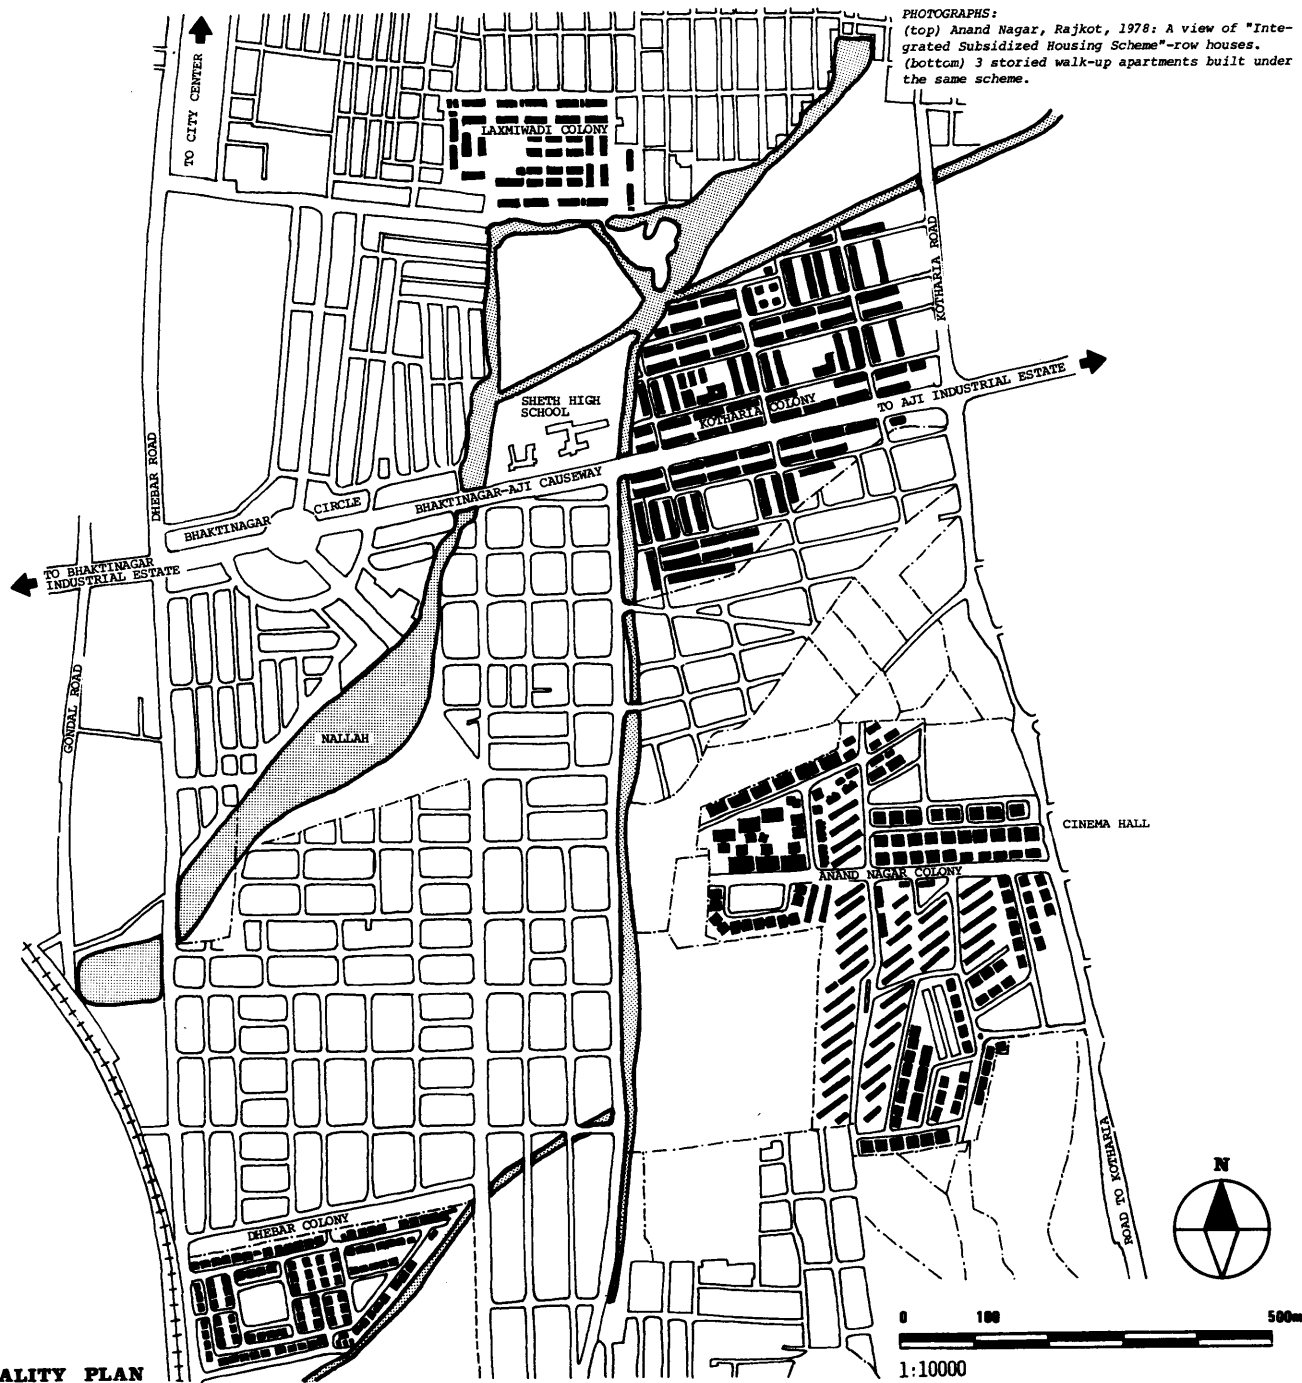 PHOTOGRAPHS:
(top) Anand Nagar, Rajkot, 1978: A view of "Inte-
grated Subsidized Housing Scheme"-row houses.
(bottom) 3 storied walk-up apartments built under
the same scheme.
TO CITY CENTER
LAXMIWADI COLONY
KOTHARIA ROAD
SHETH HIGH
SCHOOL
KOTHARIA COLONY
TO AJI INDUSTRIAL ESTATE
DHEBAR ROAD
BHAKTINAGAR CIRCLE
BHAKTINAGAR-AJI CAUSEWAY
TO BHAKTINAGAR
INDUSTRIAL ESTATE
GONDAL ROAD
NALLAH
CINEMA HALL
ANAND NAGAR COLONY
ROAD TO KOTHARIA
DHEBAR COLONY
N
0 100 500m
1:10000
ALITY PLAN